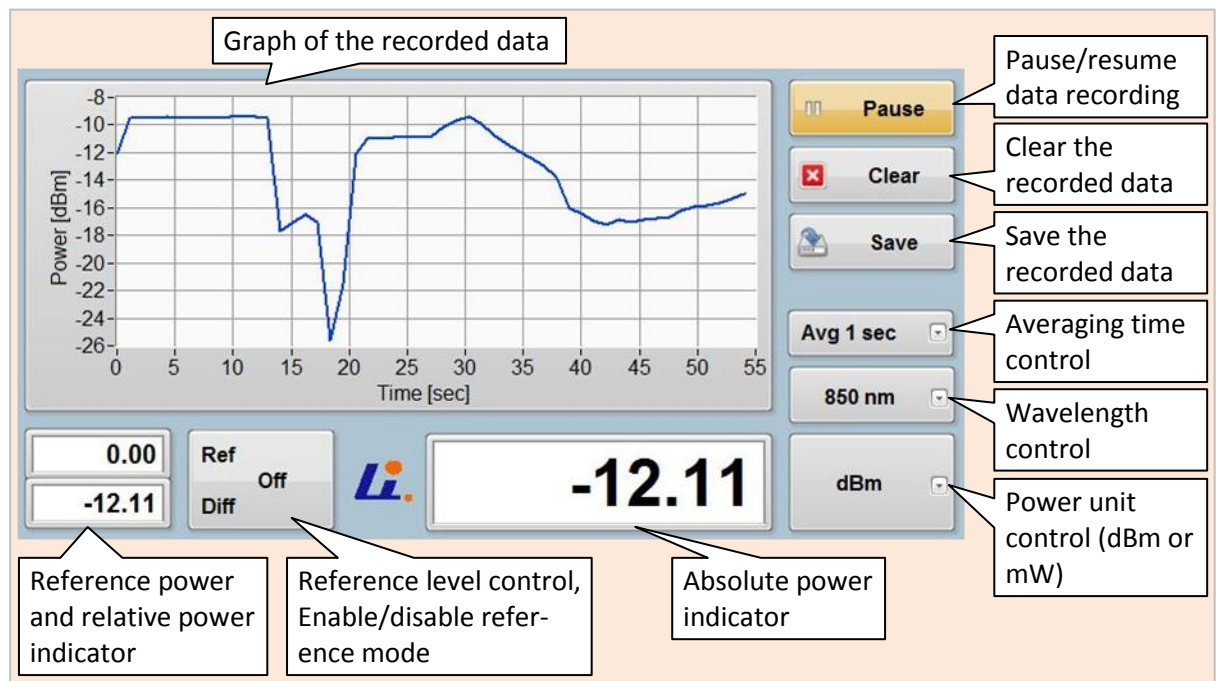 Graph of the recorded data
-8
-10
-12
-14
-16
-18
-20
-22
-24
-26
Power [dBm]
0 5 10 15 20 25 30 35 40 45 50 55
Time [sec]
Pause
Clear
Save
Avg 1 sec
850 nm
dBm
Pause/resume
data recording
Clear the
recorded data
Save the
recorded data
Averaging time
control
Wavelength
control
Power unit
control (dBm or
mW)
0.00
-12.11
Ref
Off
Diff
Li.
-12.11
Reference power
and relative power
indicator
Reference level control,
Enable/disable refer-
ence mode
Absolute power
indicator